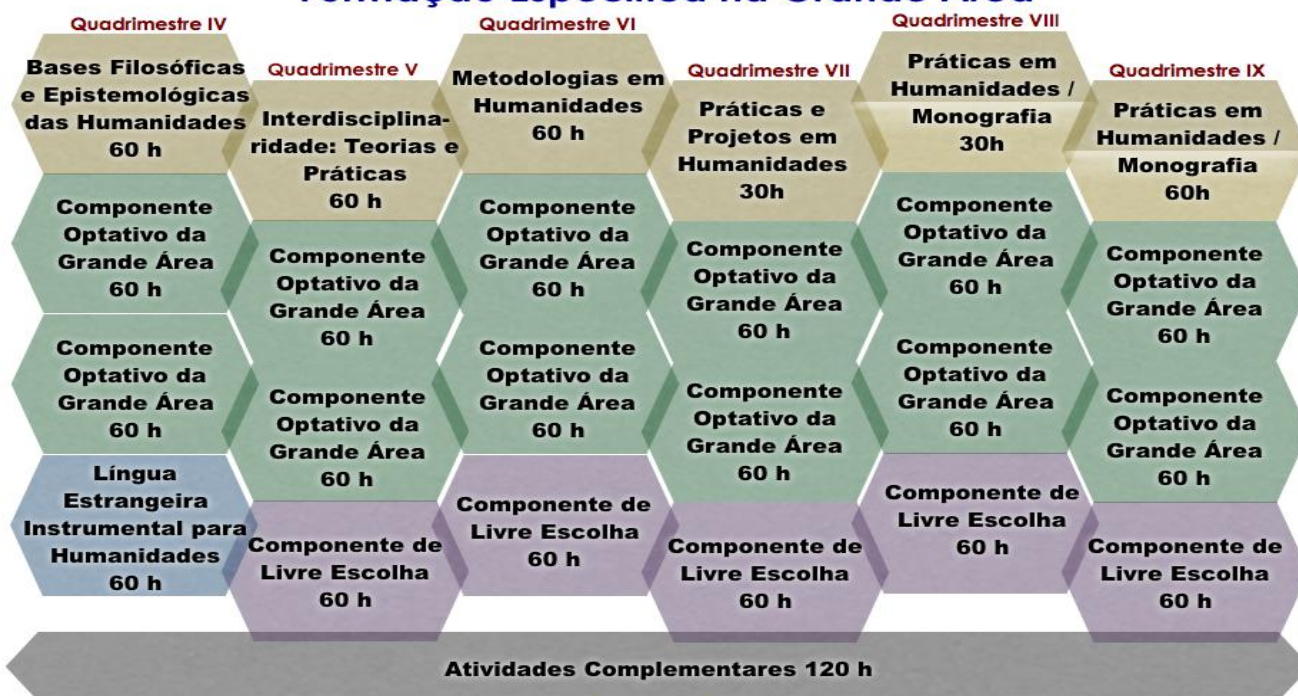 Formação Específica na Grande Área
Quadrimestre IV
Bases Filosóficas
e Epistemológicas
das Humanidades
60 h
Componente
Optativo da
Grande Área
60 h
Componente
Optativo da
Grande Área
60 h
Língua
Estrangeira
Instrumental para
Humanidades
60 h
Quadrimestre V
Interdisciplina-
ridade: Teorias e
Práticas
60 h
Componente
Optativo da
Grande Área
60 h
Componente
Optativo da
Grande Área
60 h
Componente de
Livre Escolha
60 h
Quadrimestre VI
Metodologias em
Humanidades
60 h
Componente
Optativo da
Grande Área
60 h
Componente
Optativo da
Grande Área
60 h
Componente de
Livre Escolha
60 h
Quadrimestre VII
Práticas e
Projetos em
Humanidades
30h
Componente
Optativo da
Grande Área
60 h
Componente
Optativo da
Grande Área
60 h
Componente de
Livre Escolha
60 h
Quadrimestre VIII
Práticas em
Humanidades /
Monografia
30h
Componente
Optativo da
Grande Área
60 h
Componente
Optativo da
Grande Área
60 h
Componente de
Livre Escolha
60 h
Quadrimestre IX
Práticas em
Humanidades /
Monografia
60h
Componente
Optativo da
Grande Área
60 h
Componente
Optativo da
Grande Área
60 h
Componente de
Livre Escolha
60 h
Atividades Complementares 120 h